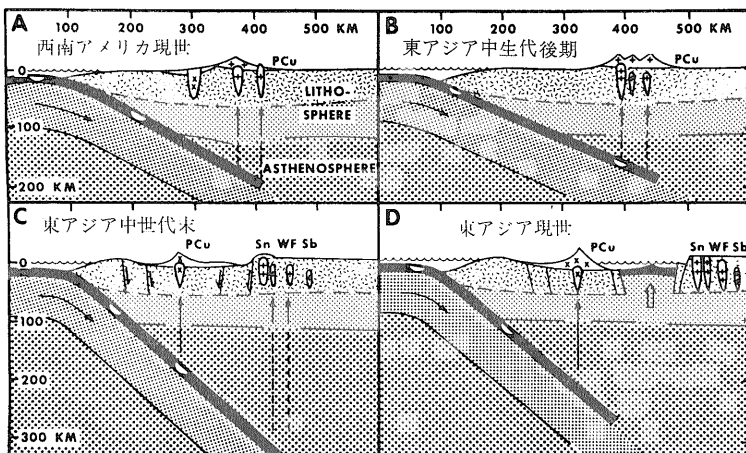 A
100 200 300 400 500 KM
西南アメリカ現世
PCu
0
LITHO-
SPHERE
100
ASTHENOSPHERE
200 KM
B
100 200 300 400 500 KM
東アジア中生代後期
PCu
C
東アジア中世代末
PCu
Sn WF Sb
0
100
200
300 KM
D
東アジア現世
PCu
Sn WF Sb